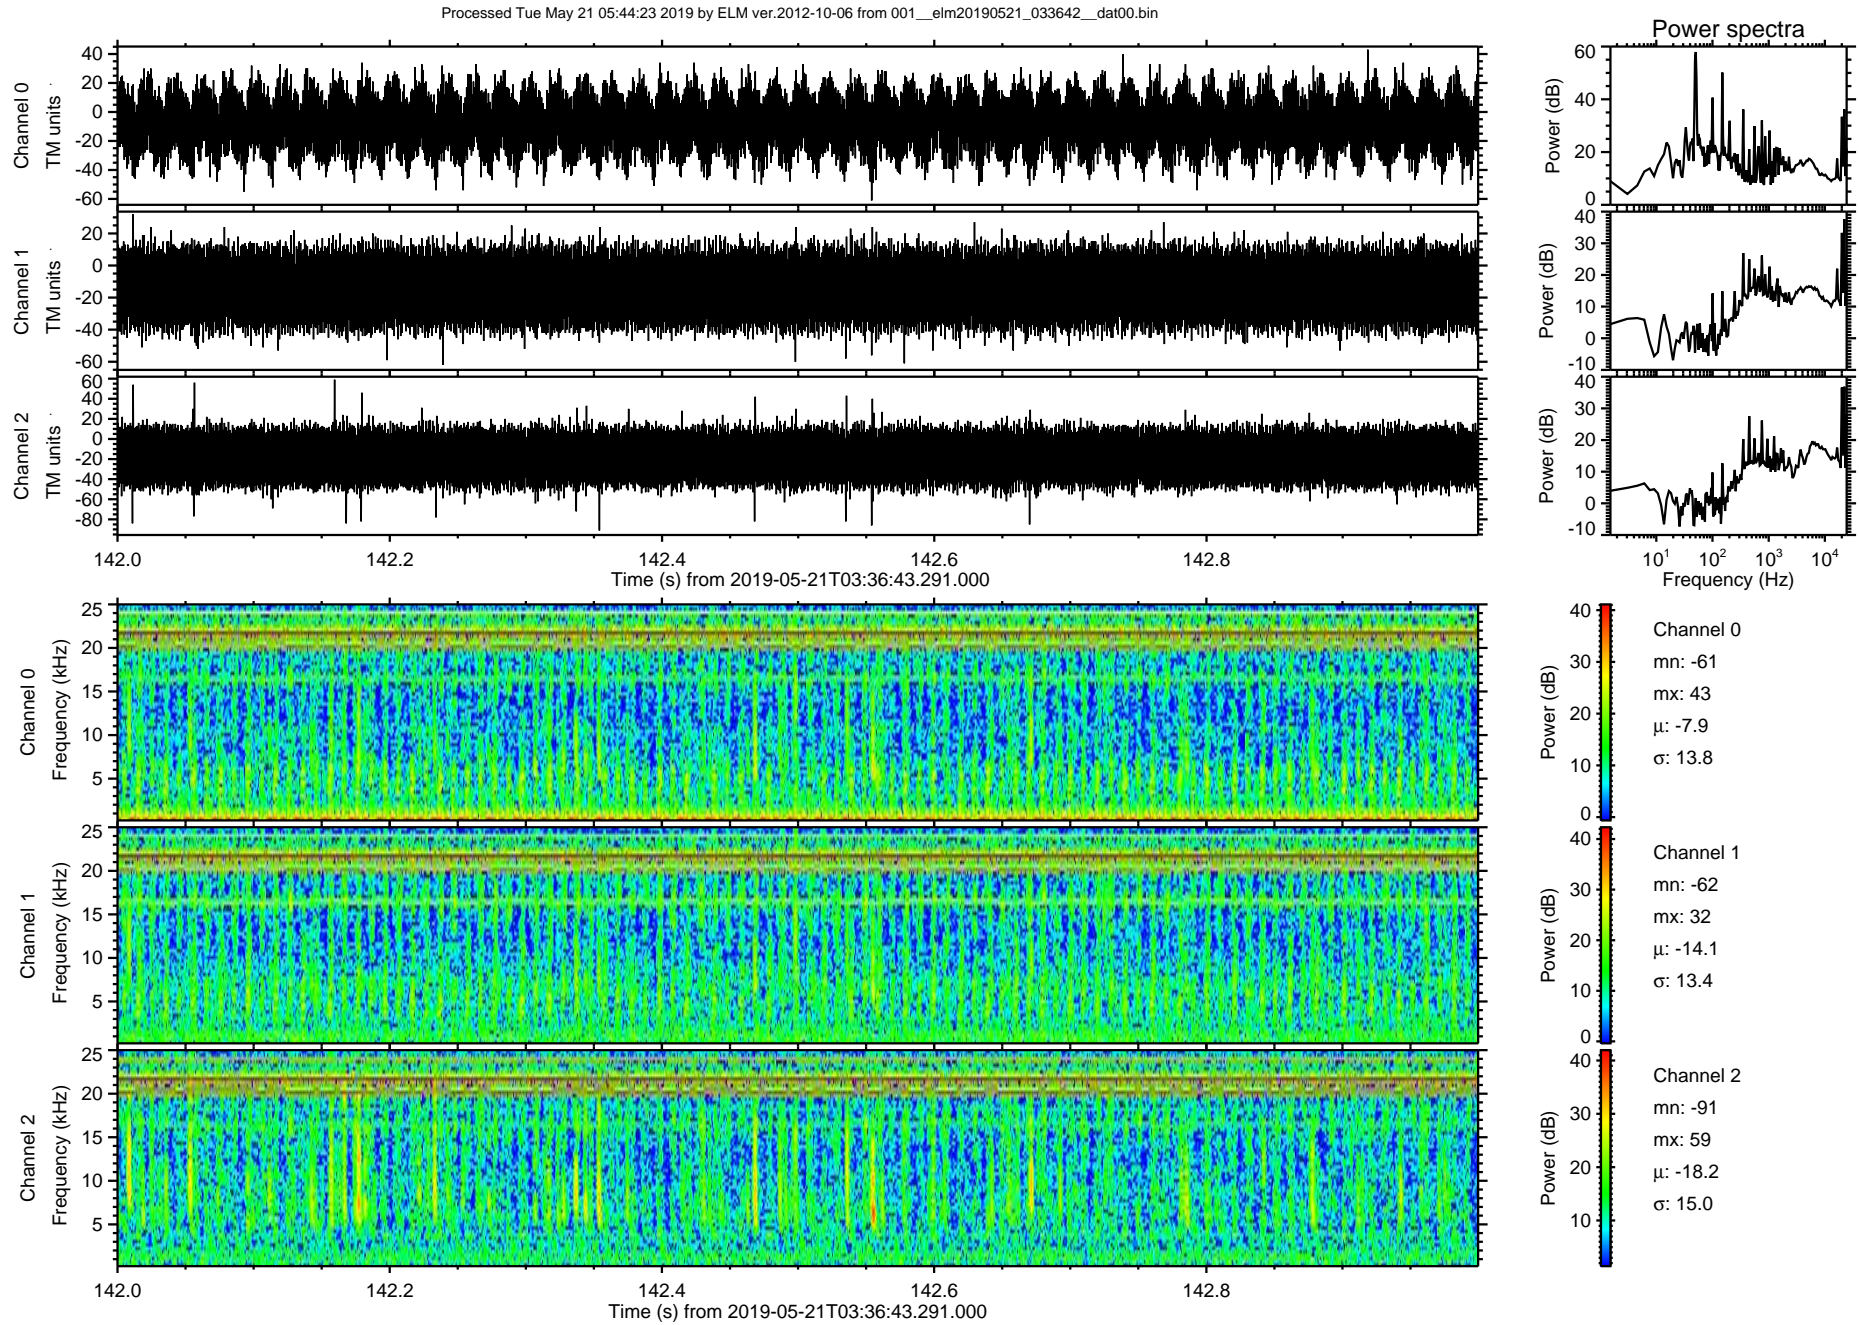 Processed Tue May 21 05:44:23 2019 by ELM ver.2012-10-06 from 001__elm20190521_033642__dat00.bin
Power spectra
Channel 0
TM units
40
20
0
-20
-40
-60
Power (dB)
60
40
20
0
Channel 1
TM units
20
0
-20
-40
-60
Power (dB)
40
30
20
10
0
-10
Channel 2
TM units
60
40
20
0
-20
-40
-60
-80
Power (dB)
40
30
20
10
0
-10
142.0 142.2 142.4 142.6 142.8
Time (s) from 2019-05-21T03:36:43.291.000
10^1 10^2 10^3 10^4
Frequency (Hz)
Channel 0
Frequency (kHz)
25
20
15
10
5
Power (dB)
40
30
20
10
0
Channel 0
mn: -61
mx: 43
μ: -7.9
σ: 13.8
Channel 1
Frequency (kHz)
25
20
15
10
5
Power (dB)
40
30
20
10
0
Channel 1
mn: -62
mx: 32
μ: -14.1
σ: 13.4
Channel 2
Frequency (kHz)
25
20
15
10
5
Power (dB)
40
30
20
10
Channel 2
mn: -91
mx: 59
μ: -18.2
σ: 15.0
142.0 142.2 142.4 142.6 142.8
Time (s) from 2019-05-21T03:36:43.291.000